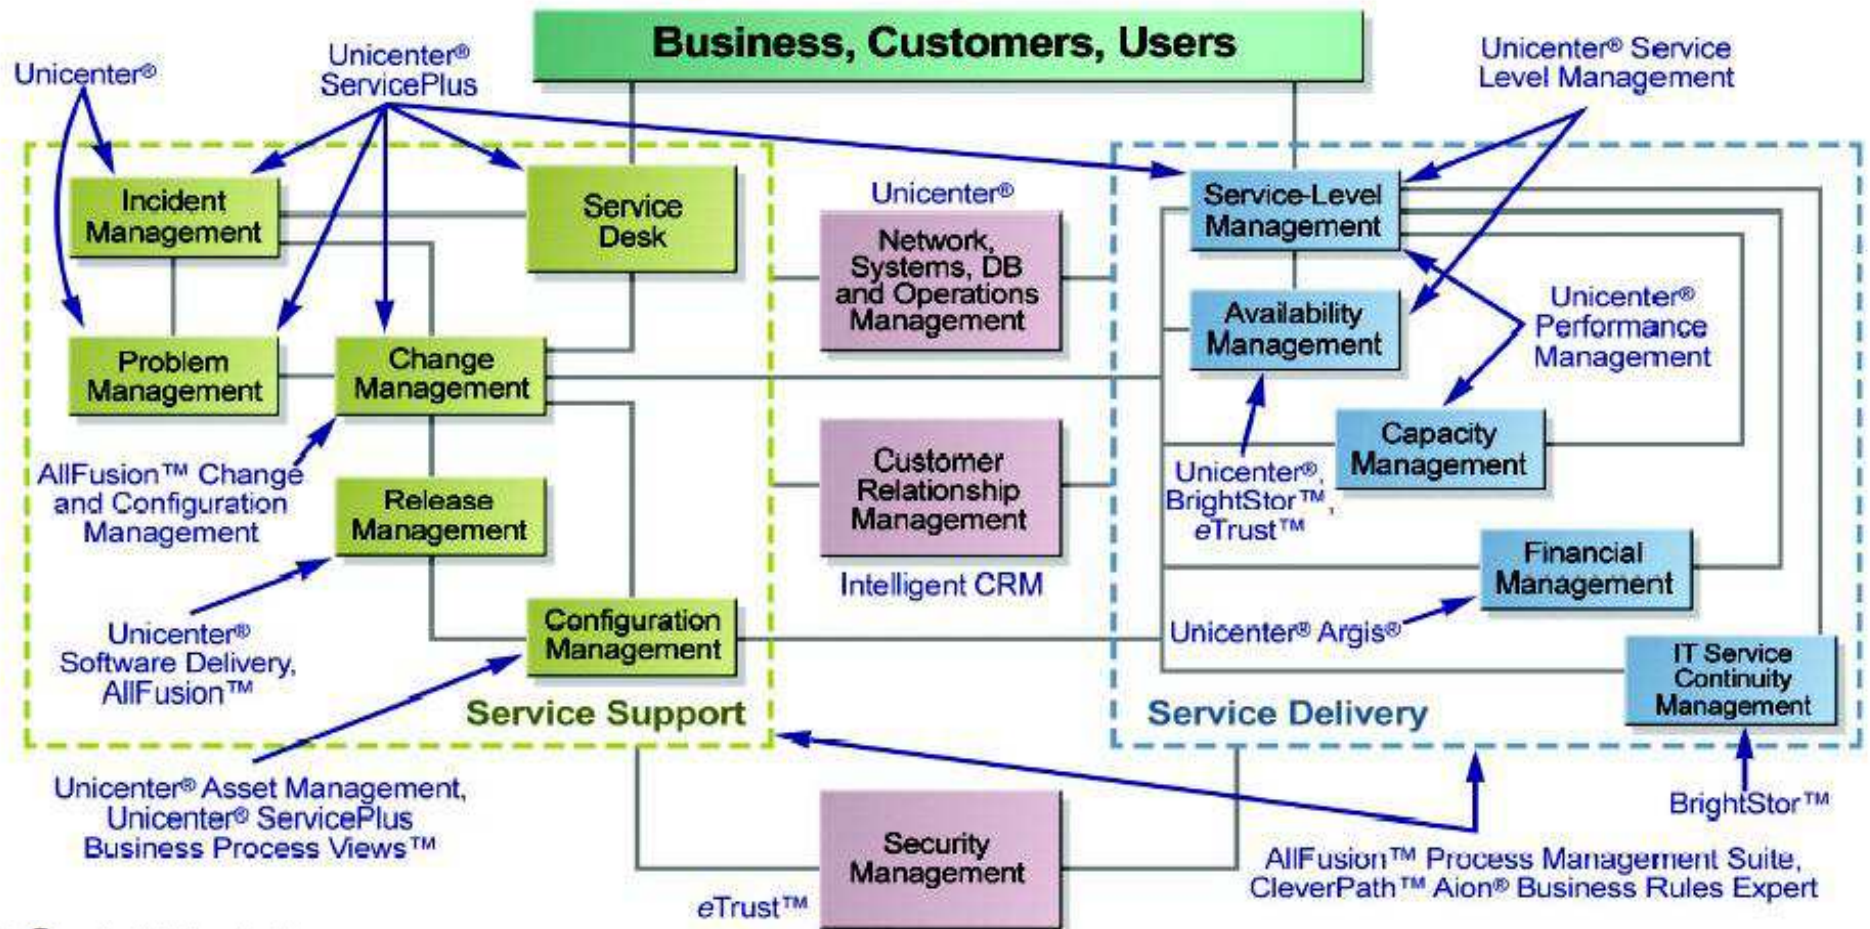 Business, Customers, Users
Unicenter®
Unicenter®
ServicePlus
Unicenter® Service
Level Management
Incident
Management
Service
Desk
Unicenter®
Network,
Systems, DB
and Operations
Management
Service-Level
Management
Availability
Management
Unicenter®
Performance
Management
Problem
Management
Change
Management
Capacity
Management
AllFusion™ Change
and Configuration
Management
Release
Management
Customer
Relationship
Management
Intelligent CRM
Unicenter®,
BrightStor™,
eTrust™
Financial
Management
Unicenter® Argis®
Unicenter®
Software Delivery,
AllFusion™
Configuration
Management
IT Service
Continuity
Management
Service Support
Service Delivery
Unicenter® Asset Management,
Unicenter® ServicePlus
Business Process Views™
Security
Management
eTrust™
BrightStor™
AllFusion™ Process Management Suite,
CleverPath™ Aion® Business Rules Expert